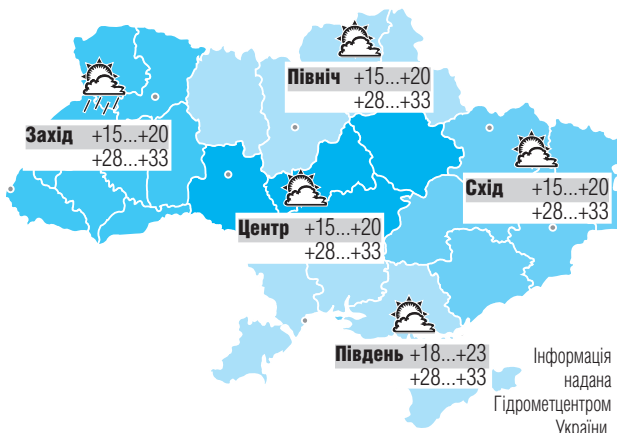 Північ +15...+20
+28...+33
Захід +15...+20
+28...+33
Схід +15...+20
+28...+33
Центр +15...+20
+28...+33
Південь +18...+23
+28...+33
Інформація
надана
Гідрометцентром
України